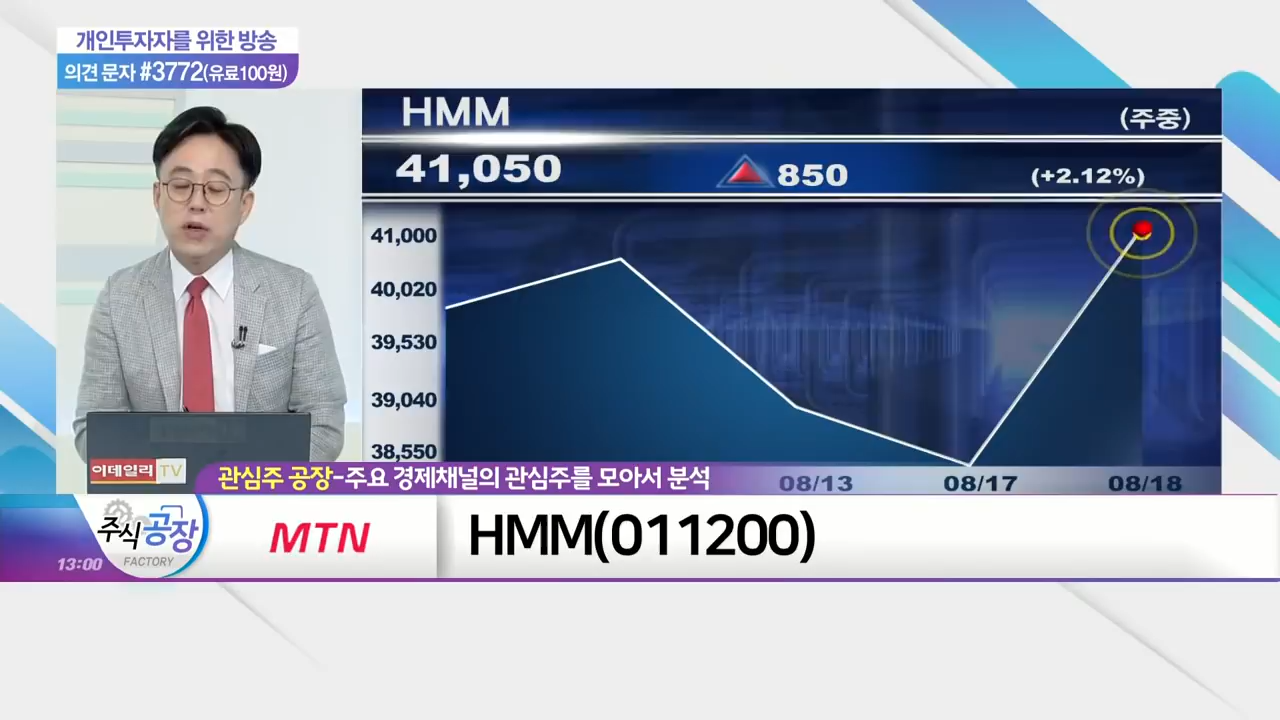 개인투자자를 위한 방송
의견 문자 #3772(유료100원)
HMM
(주중)
41,050
850
(+2.12%)
41,000
40,020
39,530
39,040
38,550
08/13
08/17
08/18
이데일리 TV
관심주 공장-주요 경제채널의 관심주를 모아서 분석
주식공장
FACTORY
13:00
MTN
HMM(011200)